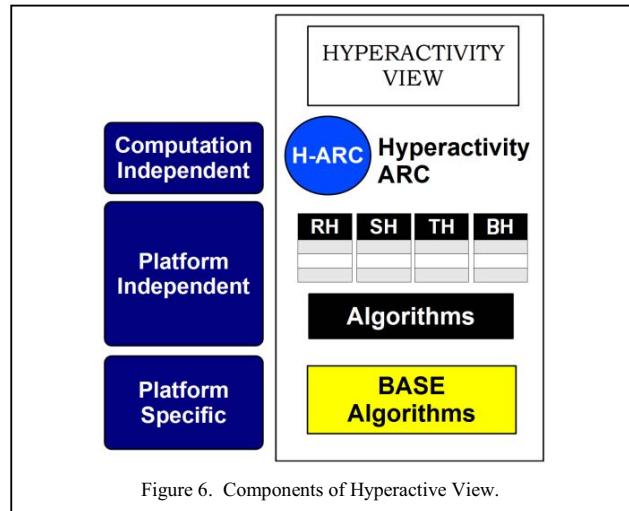 HYPERACTIVITY
VIEW
Computation
Independent
H-ARC
Hyperactivity
ARC
Platform
Independent
RH SH TH BH
Algorithms
Platform
Specific
BASE
Algorithms
Figure 6. Components of Hyperactive View.